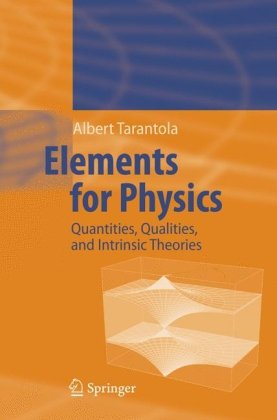 Albert Tarantola
Elements
for Physics
Quantities, Qualities,
and Intrinsic Theories
Springer